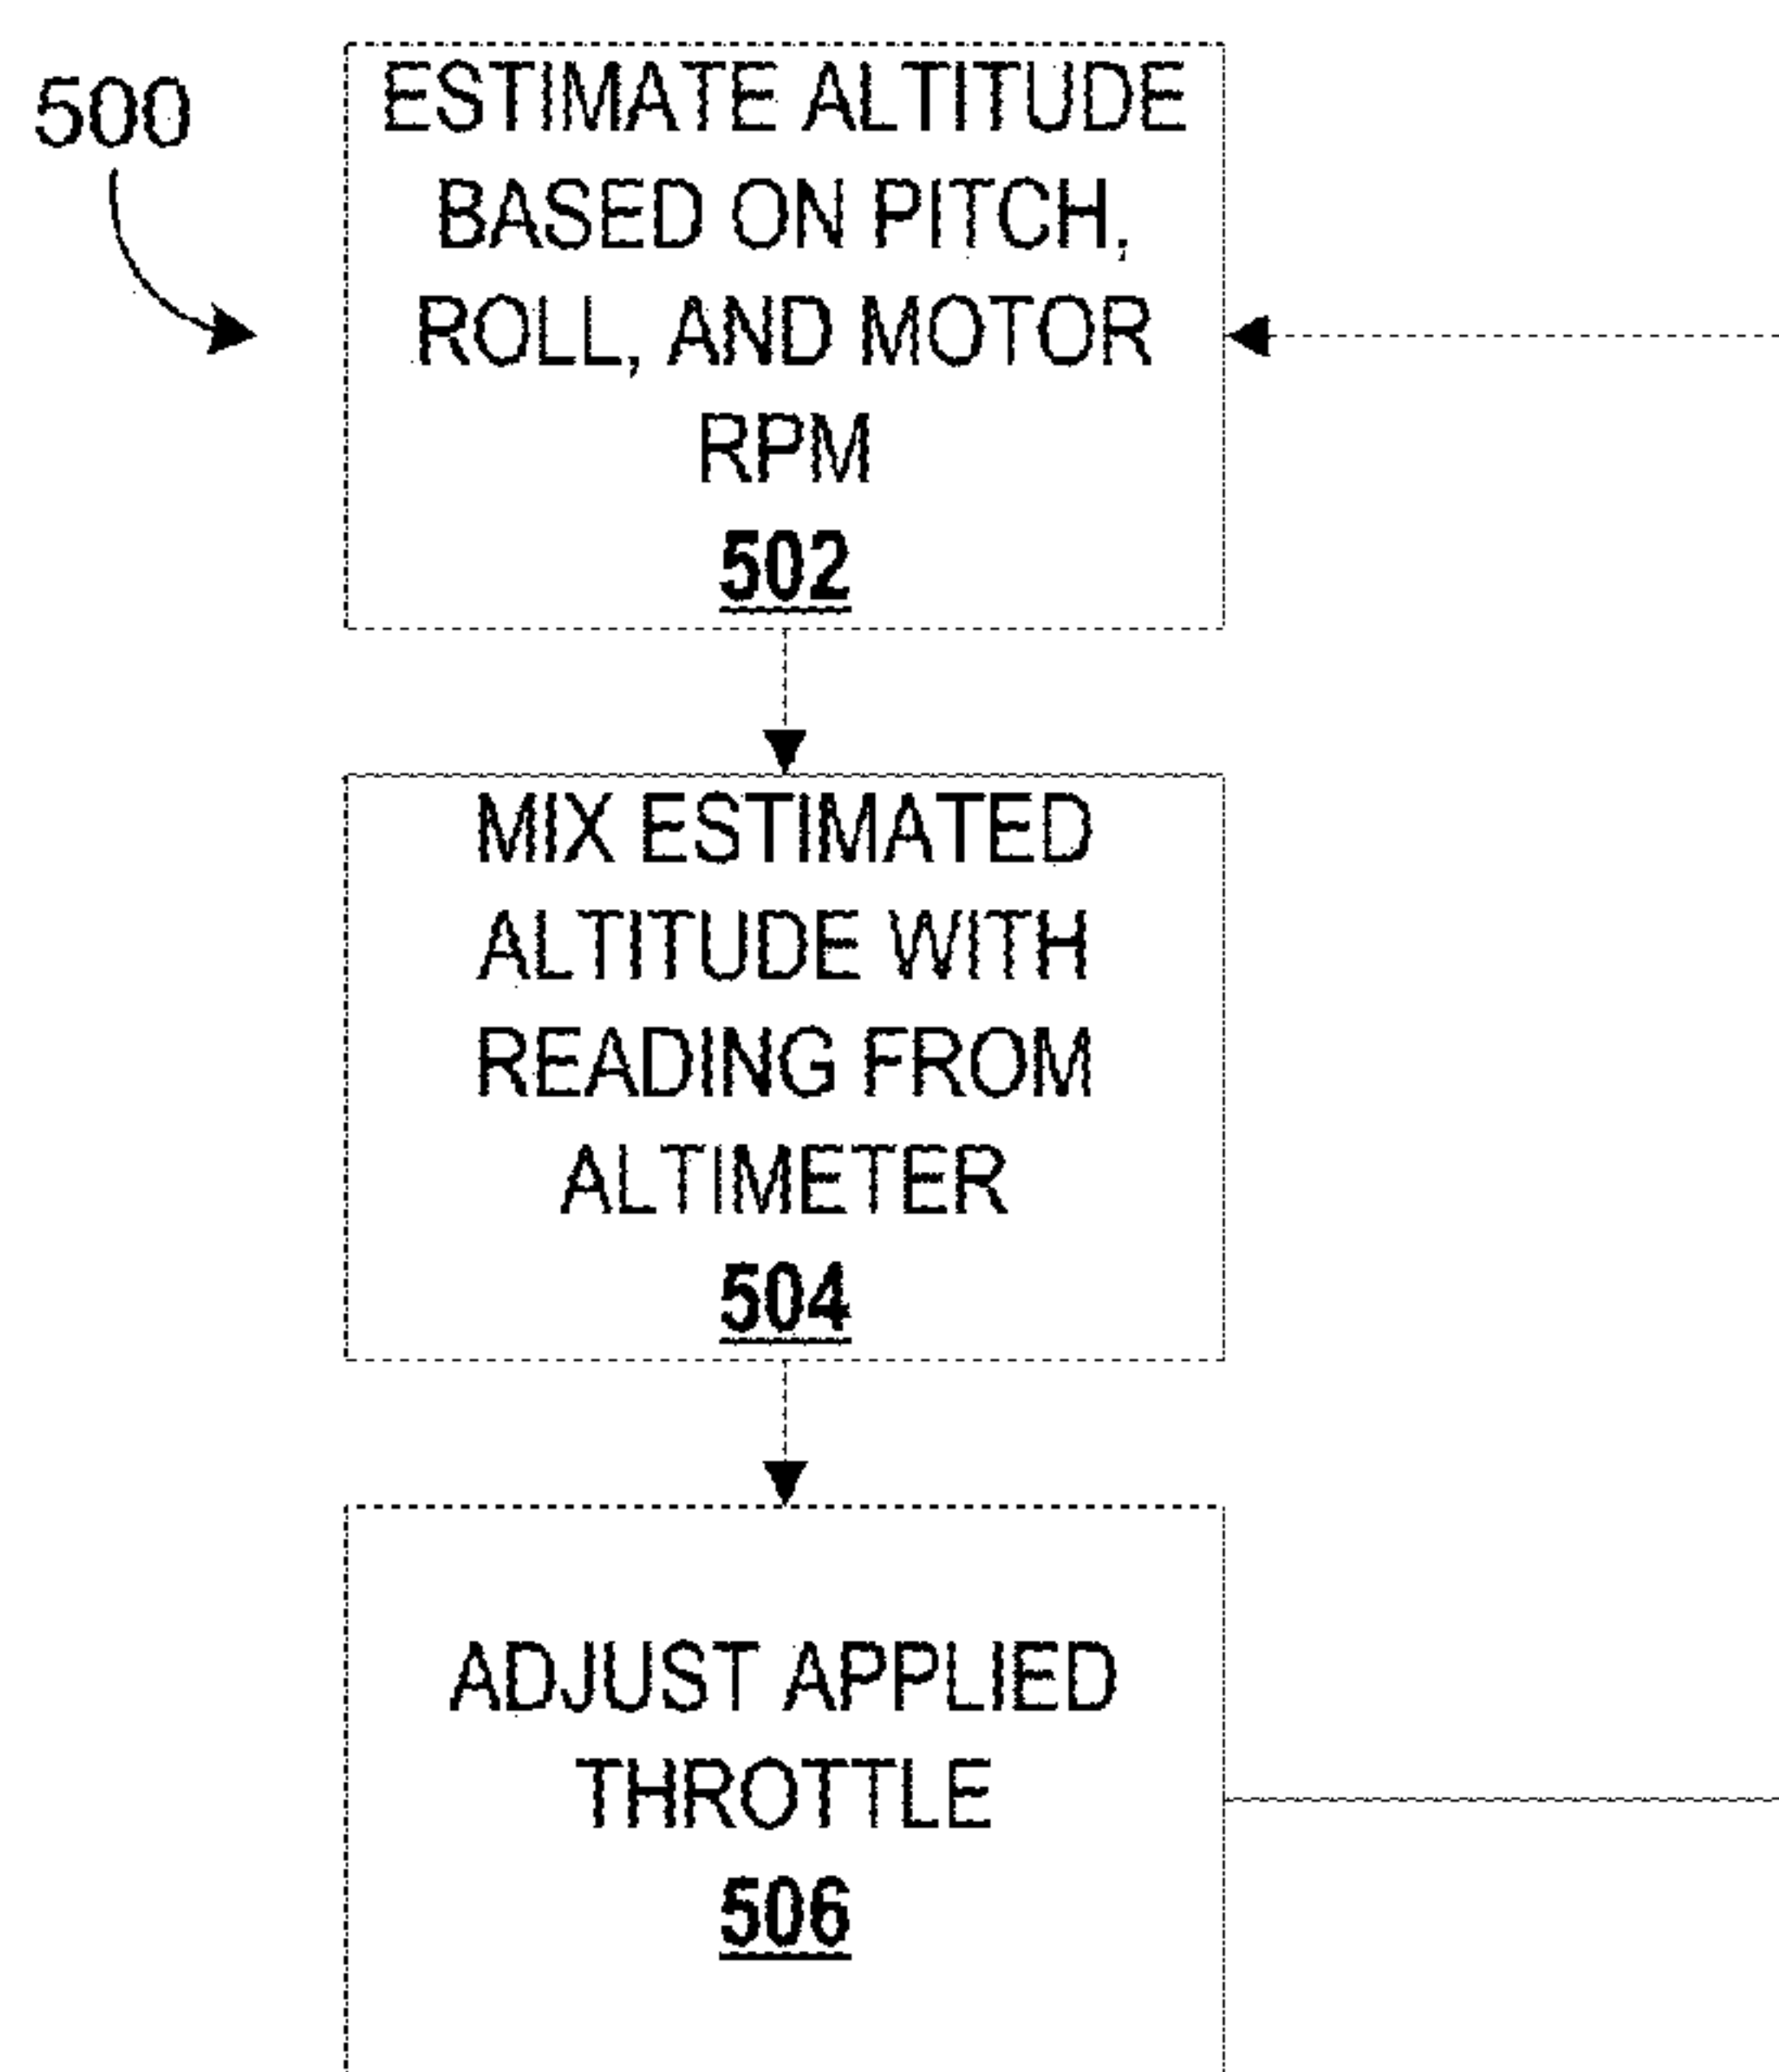 500
ESTIMATE ALTITUDE
BASED ON PITCH,
ROLL, AND MOTOR
RPM
502
MIX ESTIMATED
ALTITUDE WITH
READING FROM
ALTIMETER
504
ADJUST APPLIED
THROTTLE
506